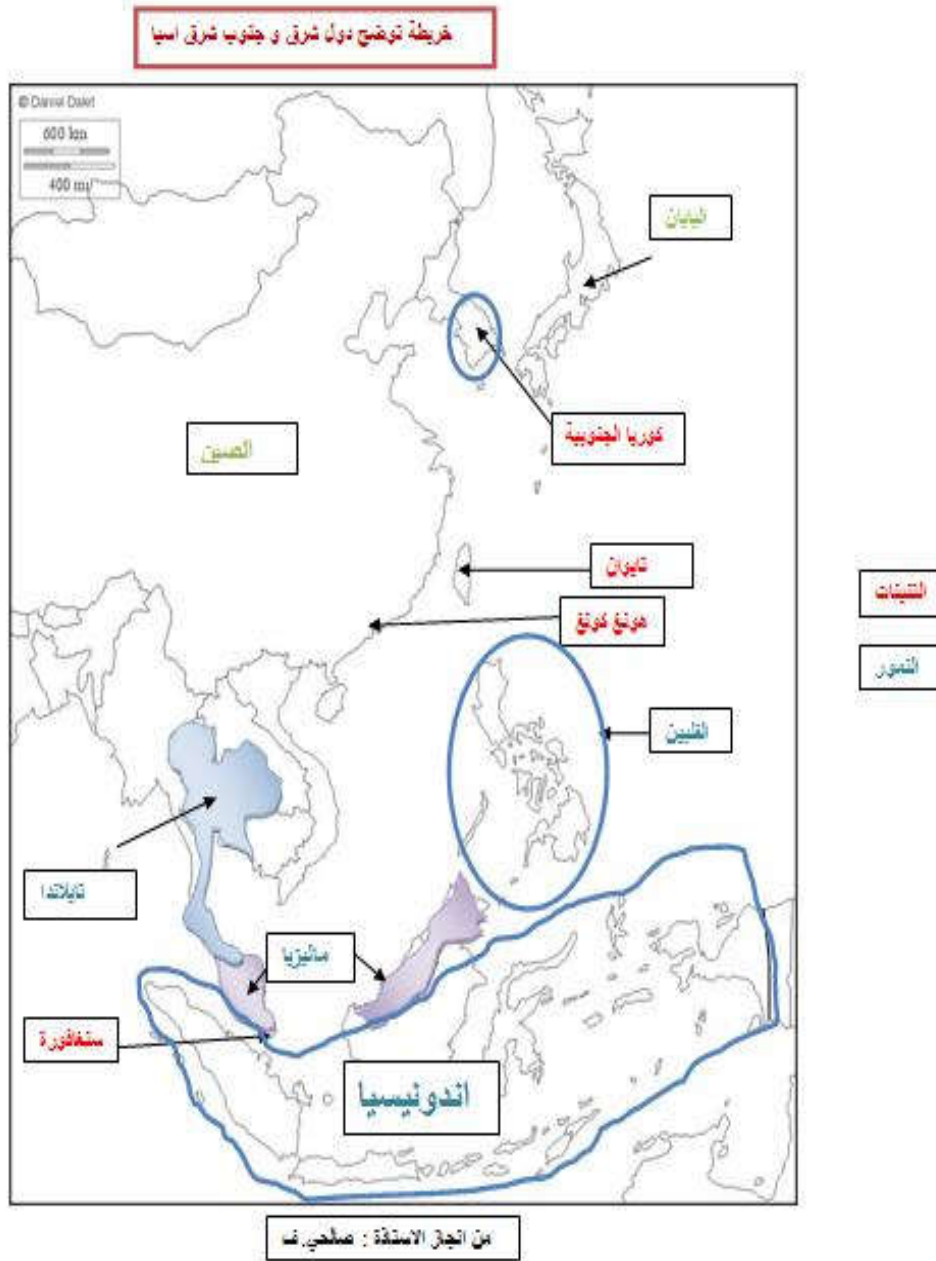 خريطة توضح دول شرق و جنوب شرق اسيا
© Daniel Dalet
600 km
400 mi
اليابان
كوريا الجنوبية
الصين
تايوان
هونغ كونغ
التنينات
النمور
الفلبين
تايلاندا
ماليزيا
سنغافورة
اندونيسيا
من انجاز الاستاذة : صالحي.ف